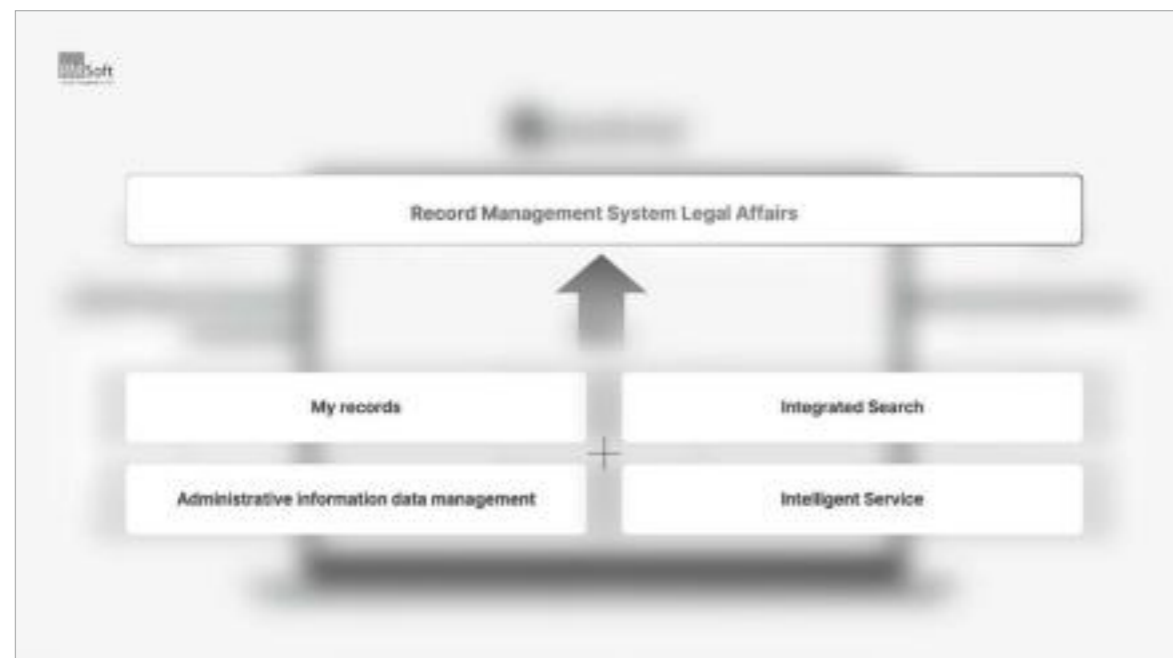 Soft
Record Management System Legal Affairs
My records
Integrated Search
Administrative information data management
Intelligent Service